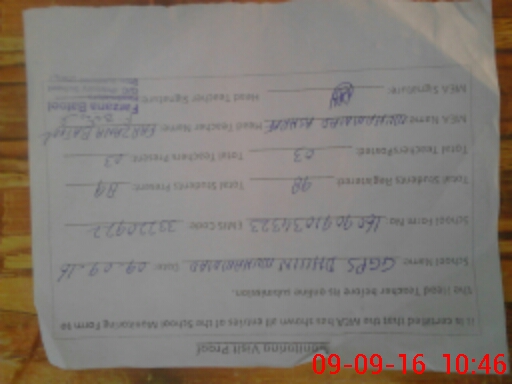 Monitoring Visit Proof
It is certified that the MEA has shown all entries of the School Monitoring Form to
the Head Teacher before its online submission.
School Name: GGPS Date: 09-09-16
School Form No: EMIS Code:
Total Students Registered: 98 Total Students Present: 89
Total Teachers Posted: 03 Total Teachers Present: 03
MEA Name: MUHAMMAD ASHRAF Head Teacher Name: FARZANA BATOOL
MEA Signature: Head Teacher Signature:
Farzana Batool
09-09-16 10:46